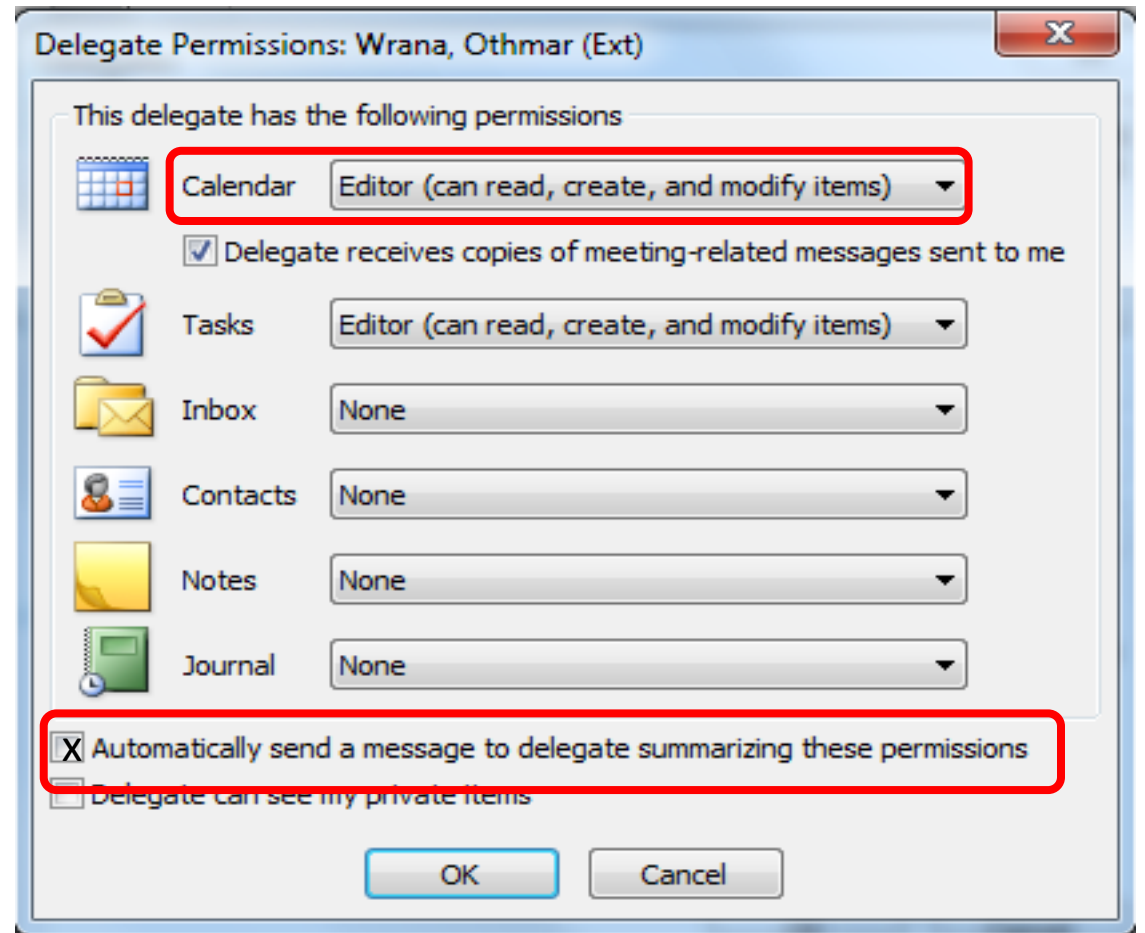 Delegate Permissions: Wrana, Othmar (Ext)
This delegate has the following permissions
Calendar Editor (can read, create, and modify items)
Delegate receives copies of meeting-related messages sent to me
Tasks Editor (can read, create, and modify items)
Inbox None
Contacts None
Notes None
Journal None
X Automatically send a message to delegate summarizing these permissions
Delegate can see my private items
OK Cancel